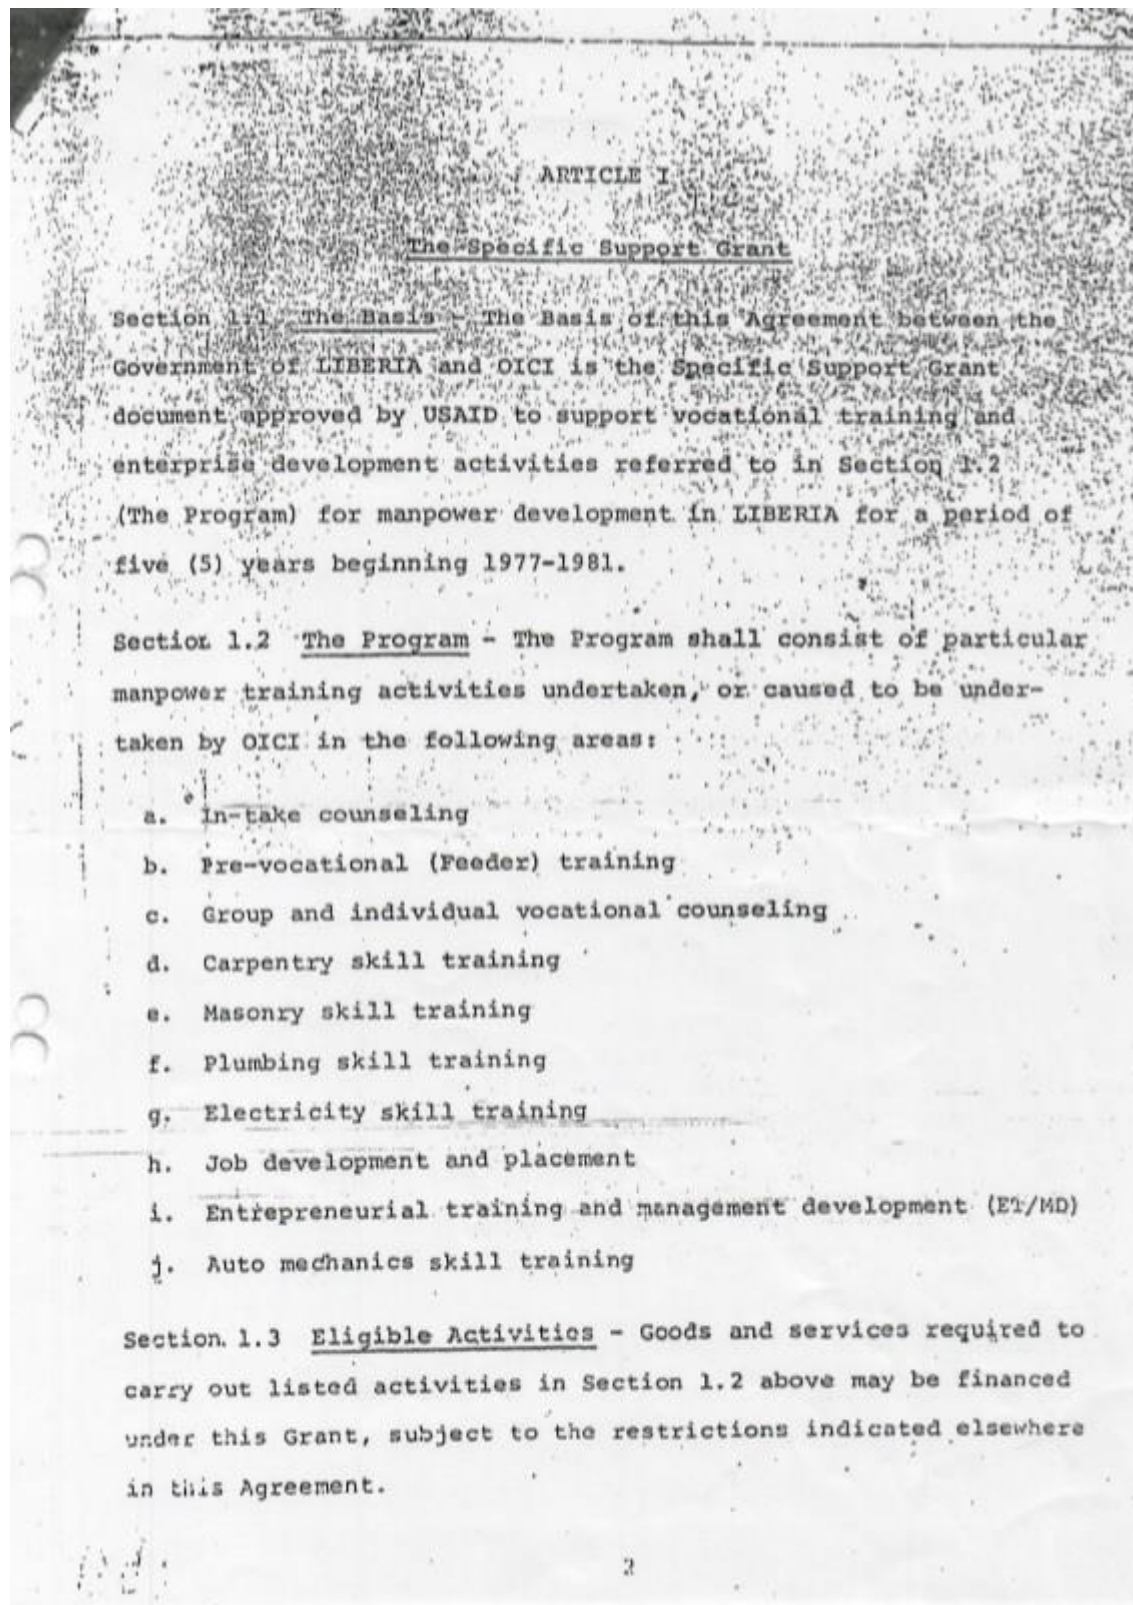 ARTICLE I
The Specific Support Grant
Section 1.1 The Basis - The Basis of this Agreement between the
Government of LIBERIA and OICI is the Specific Support Grant
document approved by USAID to support vocational training and
enterprise development activities referred to in Section 1.2
(The Program) for manpower development in LIBERIA for a period of
five (5) years beginning 1977-1981.
Section 1.2 The Program - The Program shall consist of particular
manpower training activities undertaken, or caused to be under-
taken by OICI in the following areas:
a. In-take counseling
b. Pre-vocational (Feeder) training
c. Group and individual vocational counseling
d. Carpentry skill training
e. Masonry skill training
f. Plumbing skill training
g. Electricity skill training
h. Job development and placement
i. Entrepreneurial training and management development (ET/MD)
j. Auto mechanics skill training
Section 1.3 Eligible Activities - Goods and services required to
carry out listed activities in Section 1.2 above may be financed
under this Grant, subject to the restrictions indicated elsewhere
in this Agreement.
2